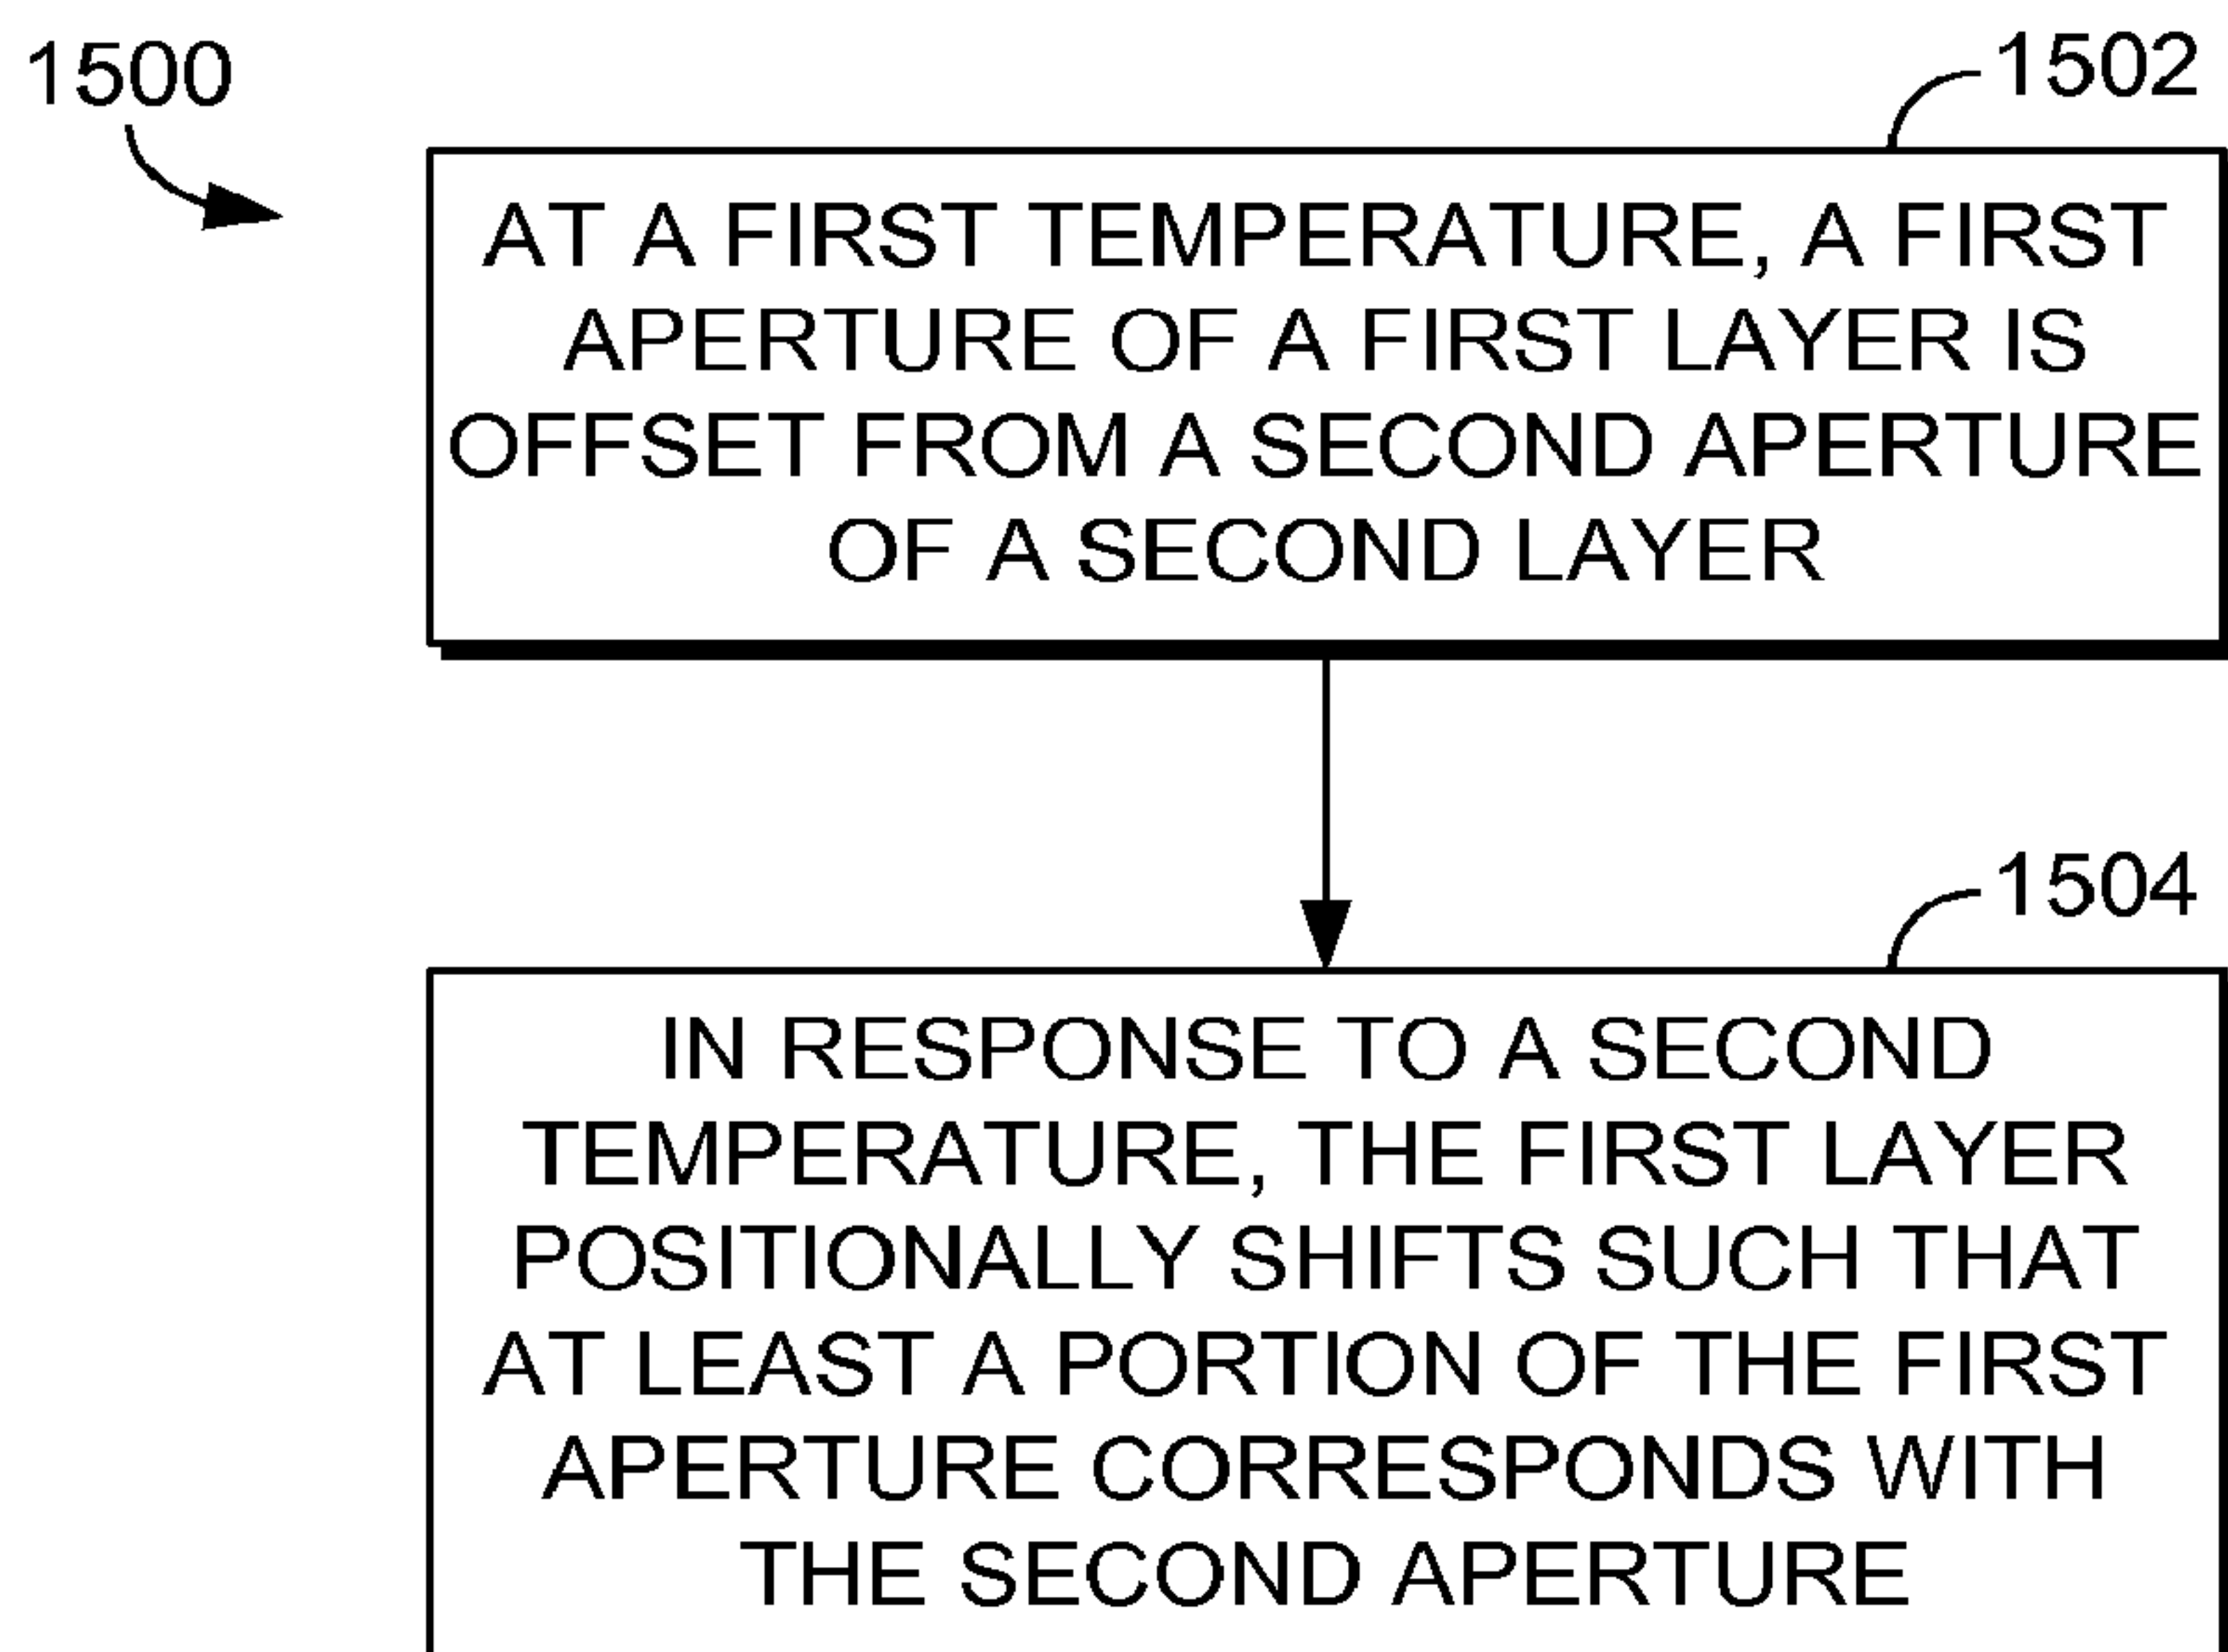 1500
1502
AT A FIRST TEMPERATURE, A FIRST
APERTURE OF A FIRST LAYER IS
OFFSET FROM A SECOND APERTURE
OF A SECOND LAYER
1504
IN RESPONSE TO A SECOND
TEMPERATURE, THE FIRST LAYER
POSITIONALLY SHIFTS SUCH THAT
AT LEAST A PORTION OF THE FIRST
APERTURE CORRESPONDS WITH
THE SECOND APERTURE